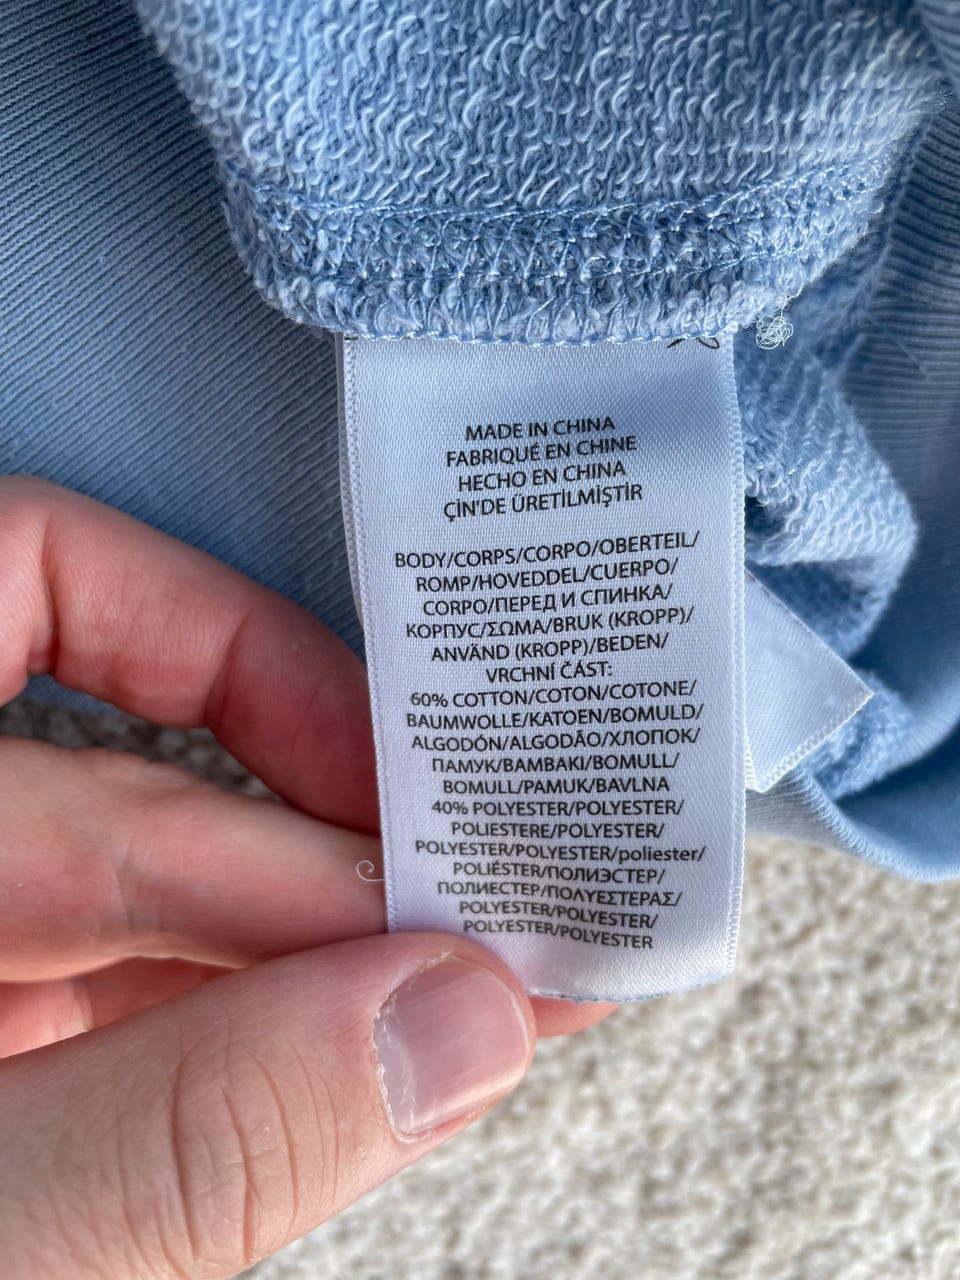 MADE IN CHINA
FABRIQUÉ EN CHINE
HECHO EN CHINA
ÇİN'DE ÜRETİLMİŞTİR
BODY/CORPS/CORPO/OBERTEIL/
ROMP/HOVEDDEL/CUERPO/
CORPO/ПЕРЕД И СПИНКА/
КОРПУС/ΣΩΜΑ/BRUK (KROPP)/
ANVÄND (KROPP)/BEDEN/
VRCHNÍ ČÁST:
60% COTTON/COTON/COTONE/
BAUMWOLLE/KATOEN/BOMULD/
ALGODÓN/ALGODÃO/ХЛОПОК/
ПАМУК/ΒΑΜΒΑΚΙ/BOMULL/
BOMULL/PAMUK/BAVLNA
40% POLYESTER/POLYESTER/
POLIESTERE/POLYESTER/
POLYESTER/POLYESTER/poliester/
POLIÉSTER/ПОЛИЭСТЕР/
ПОЛИЕСТЕР/ΠΟΛΥΕΣΤΕΡΑΣ/
POLYESTER/POLYESTER/
POLYESTER/POLYESTER